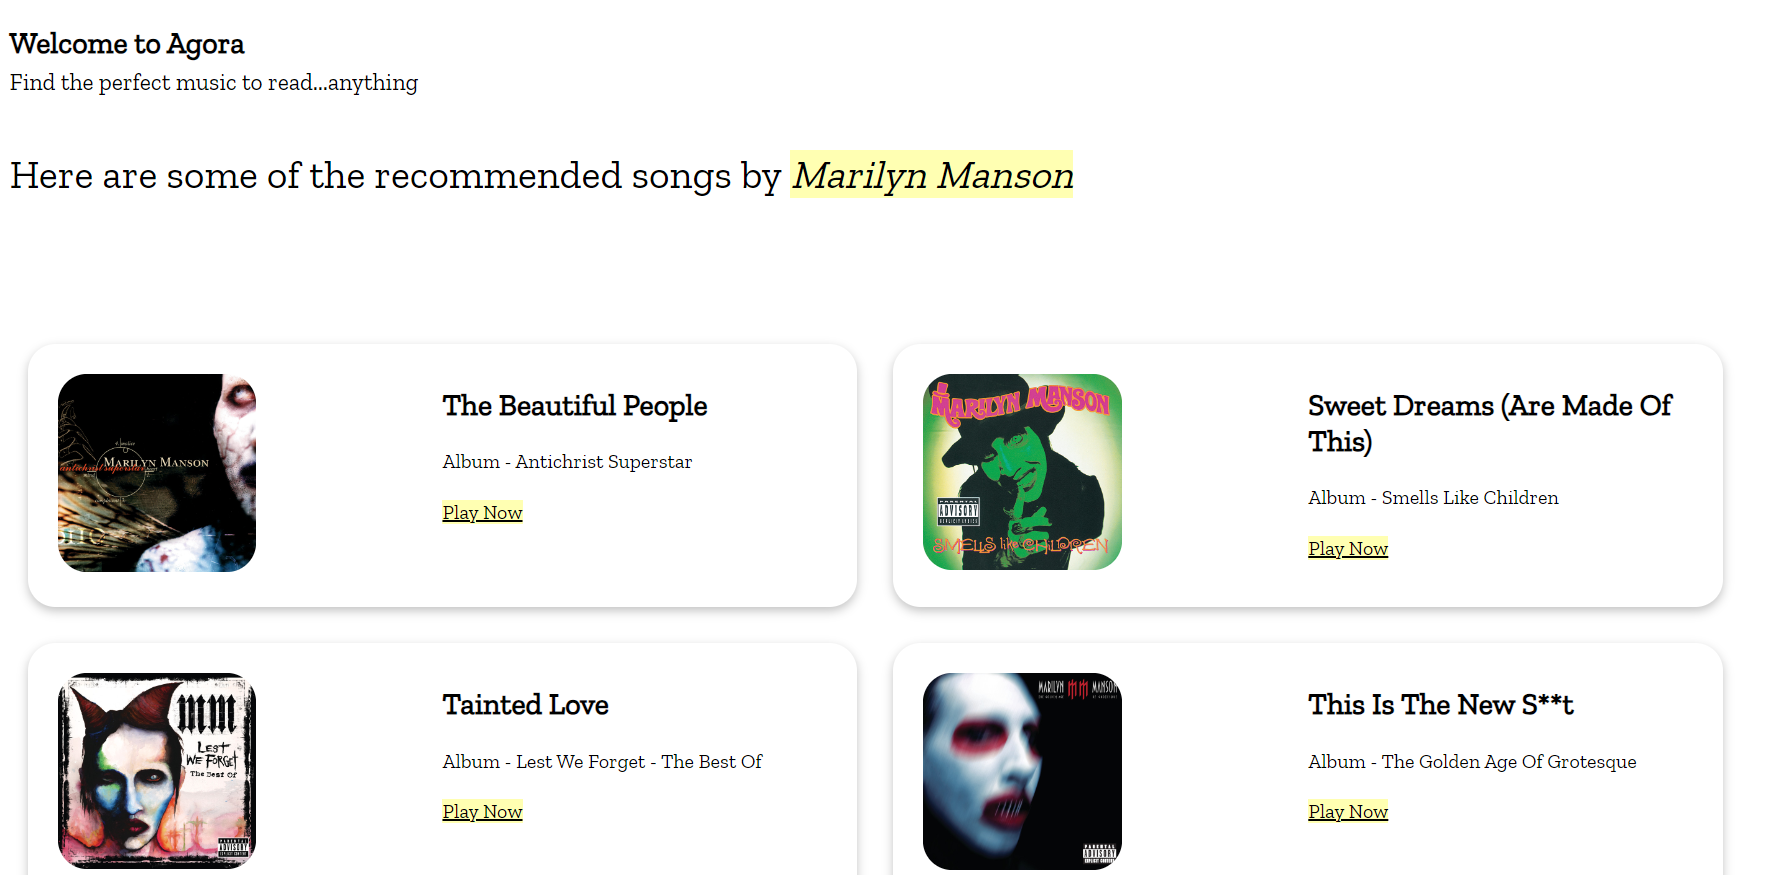 Welcome to Agora
Find the perfect music to read...anything
Here are some of the recommended songs by Marilyn Manson
MARILYN MANSON
antichrist superstar
The Beautiful People
Album - Antichrist Superstar
Play Now
MARILYN MANSON
PARENTAL
ADVISORY
EXPLICIT LYRICS
SMELLS like CHILDREN
Sweet Dreams (Are Made Of
This)
Album - Smells Like Children
Play Now
mm
LEST
WE FORGET
The Best Of
PARENTAL
ADVISORY
EXPLICIT CONTENT
Tainted Love
Album - Lest We Forget - The Best Of
Play Now
MARILYN MANSON
PARENTAL
ADVISORY
EXPLICIT CONTENT
This Is The New S**t
Album - The Golden Age Of Grotesque
Play Now